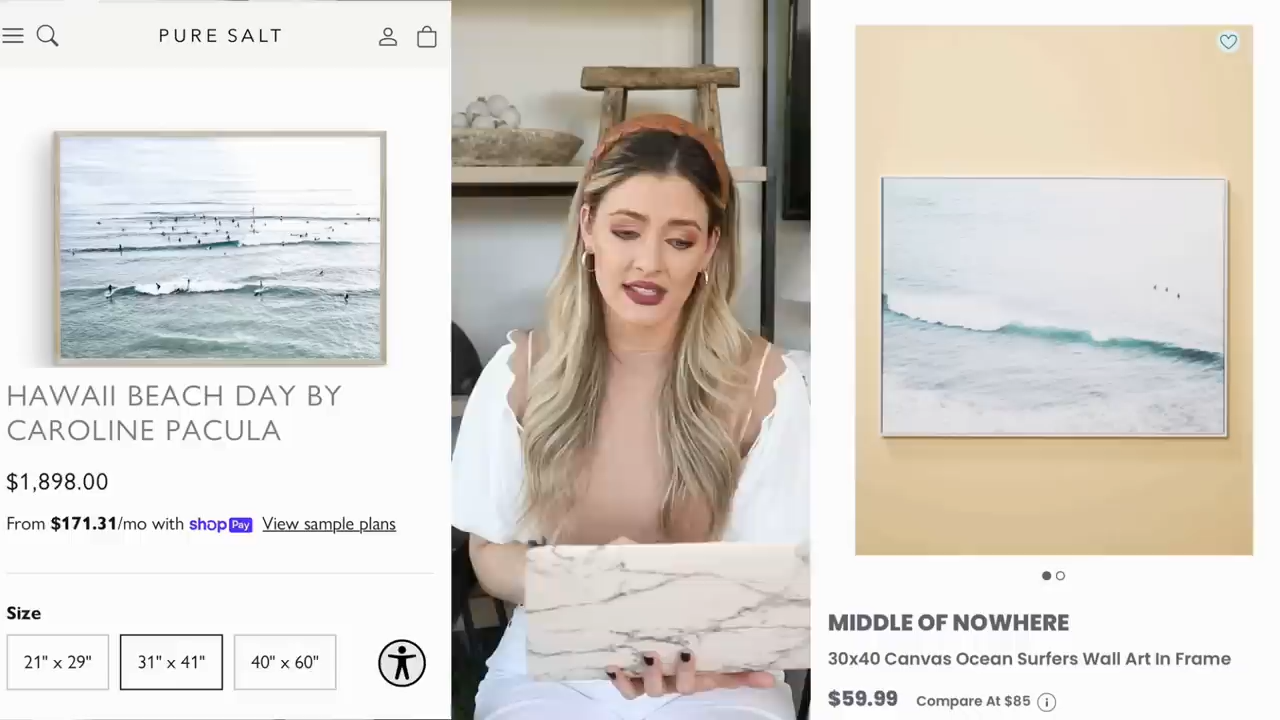 PURE SALT
HAWAII BEACH DAY BY
CAROLINE PACULA
$1,898.00
From $171.31/mo with shop Pay View sample plans
Size
21" x 29"
31" x 41"
40" x 60"
MIDDLE OF NOWHERE
30x40 Canvas Ocean Surfers Wall Art In Frame
$59.99 Compare At $85